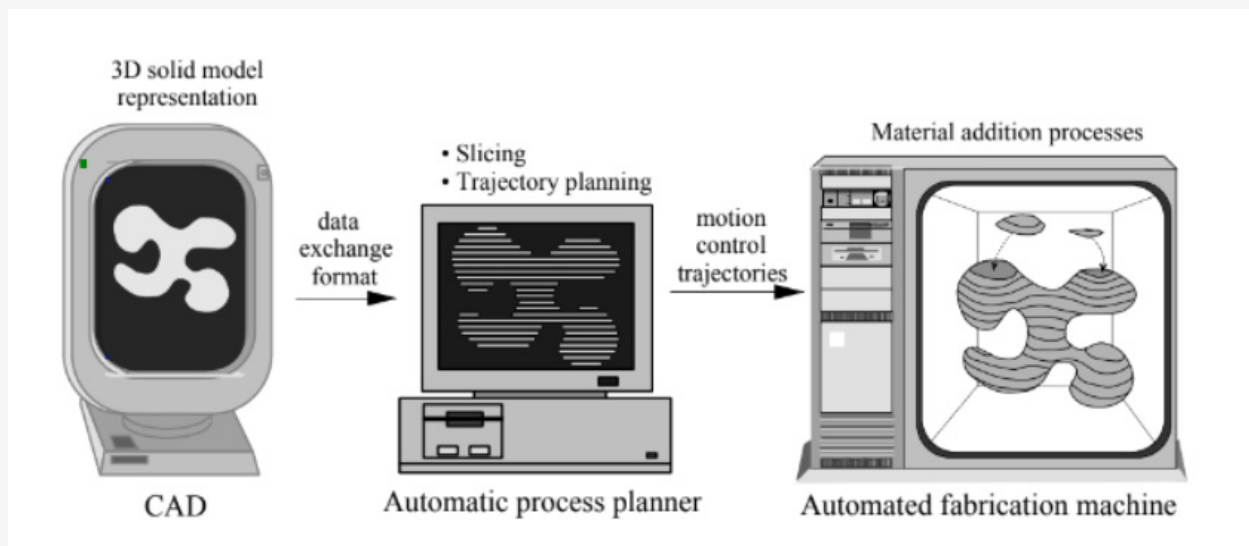 3D solid model
representation
CAD
data
exchange
format
• Slicing
• Trajectory planning
Automatic process planner
motion
control
trajectories
Material addition processes
Automated fabrication machine